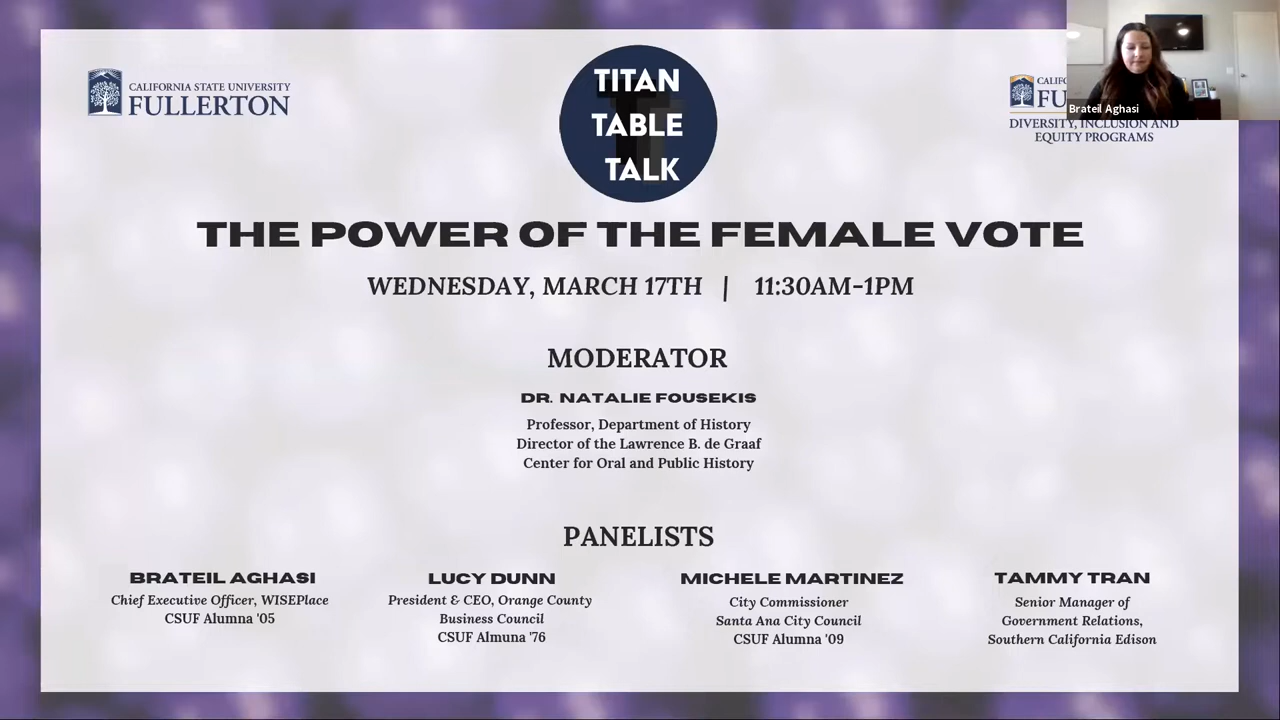 CALIFORNIA STATE UNIVERSITY
FULLERTON
TITAN
TABLE
TALK
CALIF
FU
DIVERSITY, INCLUSION AND
EQUITY PROGRAMS
Brateil Aghasi
THE POWER OF THE FEMALE VOTE
WEDNESDAY, MARCH 17TH | 11:30AM-1PM
MODERATOR
DR. NATALIE FOUSEKIS
Professor, Department of History
Director of the Lawrence B. de Graaf
Center for Oral and Public History
PANELISTS
BRATEIL AGHASI
Chief Executive Officer, WISEPlace
CSUF Alumna '05
LUCY DUNN
President & CEO, Orange County
Business Council
CSUF Almuna '76
MICHELE MARTINEZ
City Commissioner
Santa Ana City Council
CSUF Alumna '09
TAMMY TRAN
Senior Manager of
Government Relations,
Southern California Edison